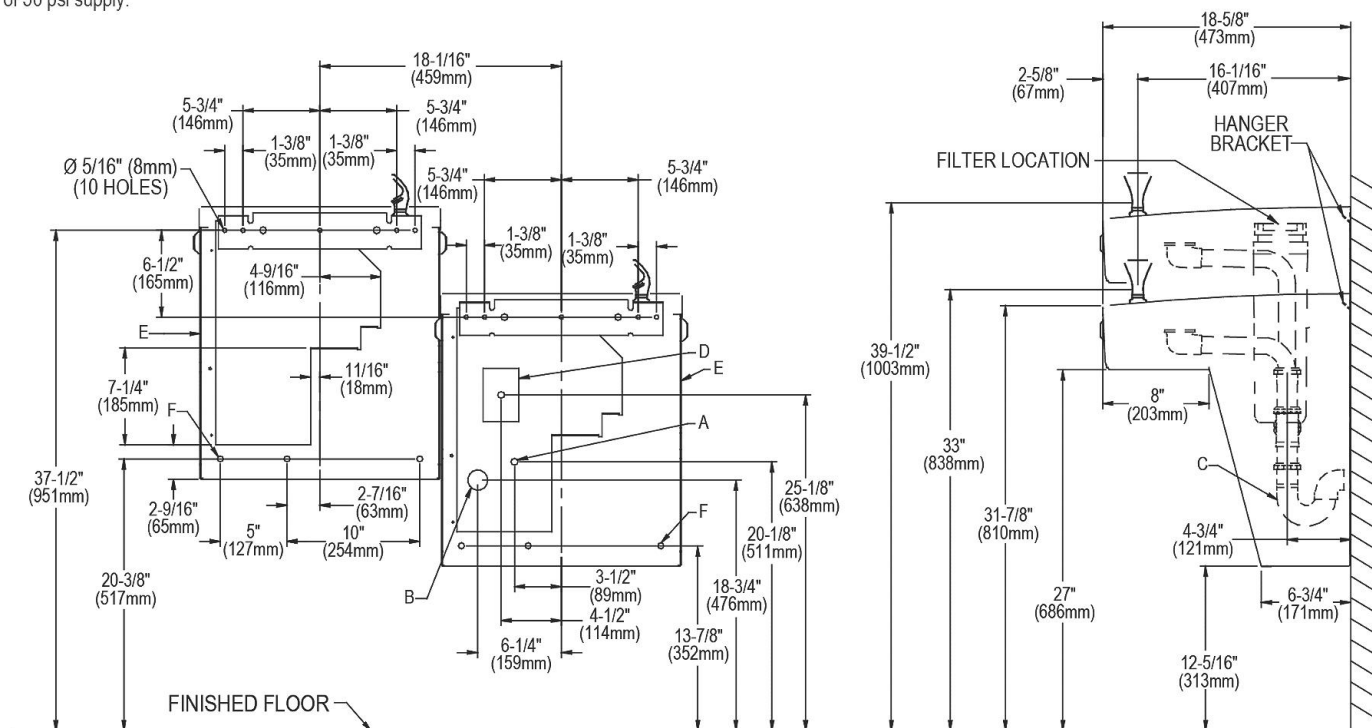 of 50 psi supply.
18-1/16"
(459mm)
5-3/4"
(146mm)
5-3/4"
(146mm)
1-3/8"
(35mm)
1-3/8"
(35mm)
Ø 5/16" (8mm)
(10 HOLES)
5-3/4"
(146mm)
5-3/4"
(146mm)
1-3/8"
(35mm)
1-3/8"
(35mm)
6-1/2"
(165mm)
4-9/16"
(116mm)
E
D
E
11/16"
(18mm)
7-1/4"
(185mm)
F
A
37-1/2"
(951mm)
2-9/16"
(65mm)
2-7/16"
(63mm)
5"
(127mm)
10"
(254mm)
25-1/8"
(638mm)
F
20-1/8"
(511mm)
20-3/8"
(517mm)
B
3-1/2"
(89mm)
18-3/4"
(476mm)
4-1/2"
(114mm)
6-1/4"
(159mm)
13-7/8"
(352mm)
FINISHED FLOOR
18-5/8"
(473mm)
2-5/8"
(67mm)
16-1/16"
(407mm)
HANGER
BRACKET
FILTER LOCATION
39-1/2"
(1003mm)
8"
(203mm)
33"
(838mm)
C
31-7/8"
(810mm)
4-3/4"
(121mm)
27"
(686mm)
6-3/4"
(171mm)
12-5/16"
(313mm)